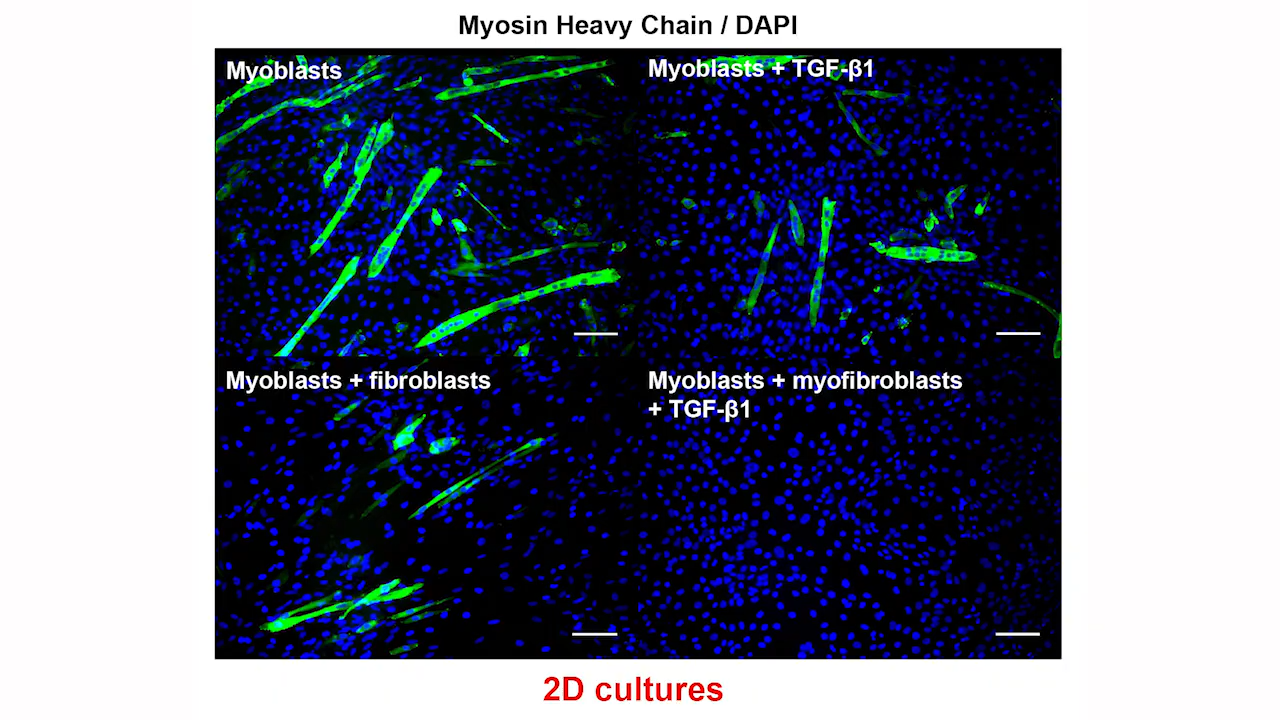 Myosin Heavy Chain / DAPI
Myoblasts
Myoblasts + TGF-β1
Myoblasts + fibroblasts
Myoblasts + myofibroblasts
+ TGF-β1
2D cultures